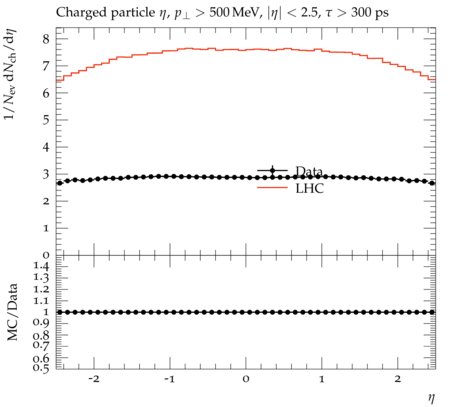 Charged particle η, p⊥ > 500 MeV, |η| < 2.5, τ > 300 ps
1/N_ev dN_ch/dη
8
7
6
5
4
3
2
1
0
Data
LHC
MC/Data
1.4
1.3
1.2
1.1
1
0.9
0.8
0.7
0.6
0.5
-2 -1 0 1 2
η